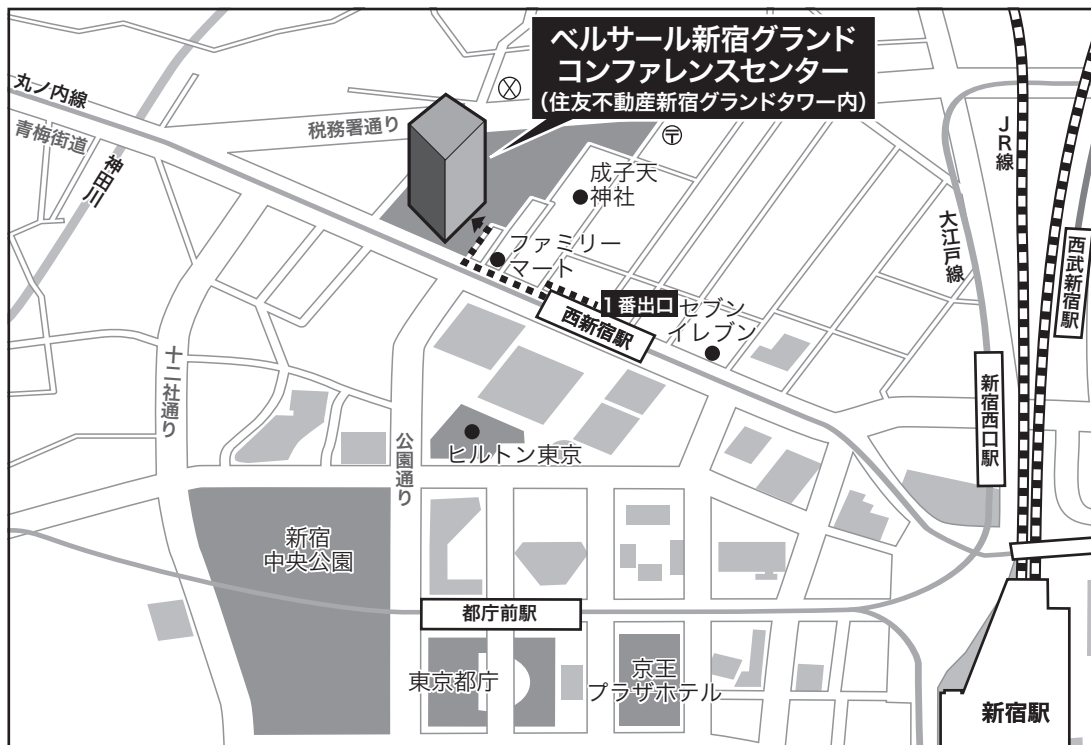 ベルサール新宿グランド
コンファレンスセンター
(住友不動産新宿グランドタワー内)
丸ノ内線
青梅街道
税務署通り
神田川
〒
JR線
成子天
神社
大江戸線
西武新宿駅
ファミリー
マート
1番出口
セブン
イレブン
西新宿駅
十二社通り
新宿西口駅
公園通り
ヒルトン東京
新宿
中央公園
都庁前駅
東京都庁
京王
プラザホテル
新宿駅